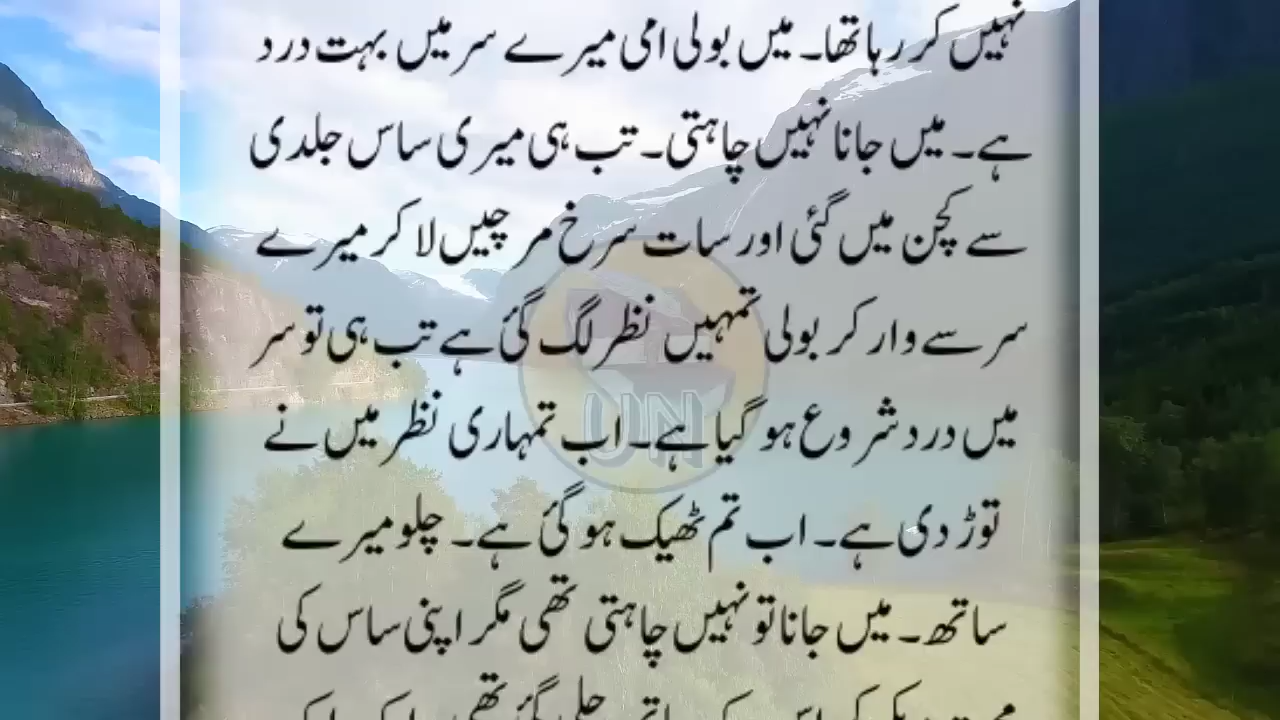 نہیں کر رہا تھا۔ میں بولی امی میرے سر میں بہت درد
ہے۔ میں جانا نہیں چاہتی۔ تب ہی میری ساس جلدی
سے کچن میں گئی اور سات سرخ مرچیں لا کر میرے
سر سے وار کر بولی تمہیں نظر لگ گئ ہے تب ہی تو سر
میں درد شروع ہو گیا ہے۔ اب تمہاری نظر میں نے
توڑ دی ہے۔ اب تم ٹھیک ہو گئ ہے۔ چلو میرے
ساتھ۔ میں جانا تو نہیں چاہتی تھی مگر اپنی ساس کی
UN